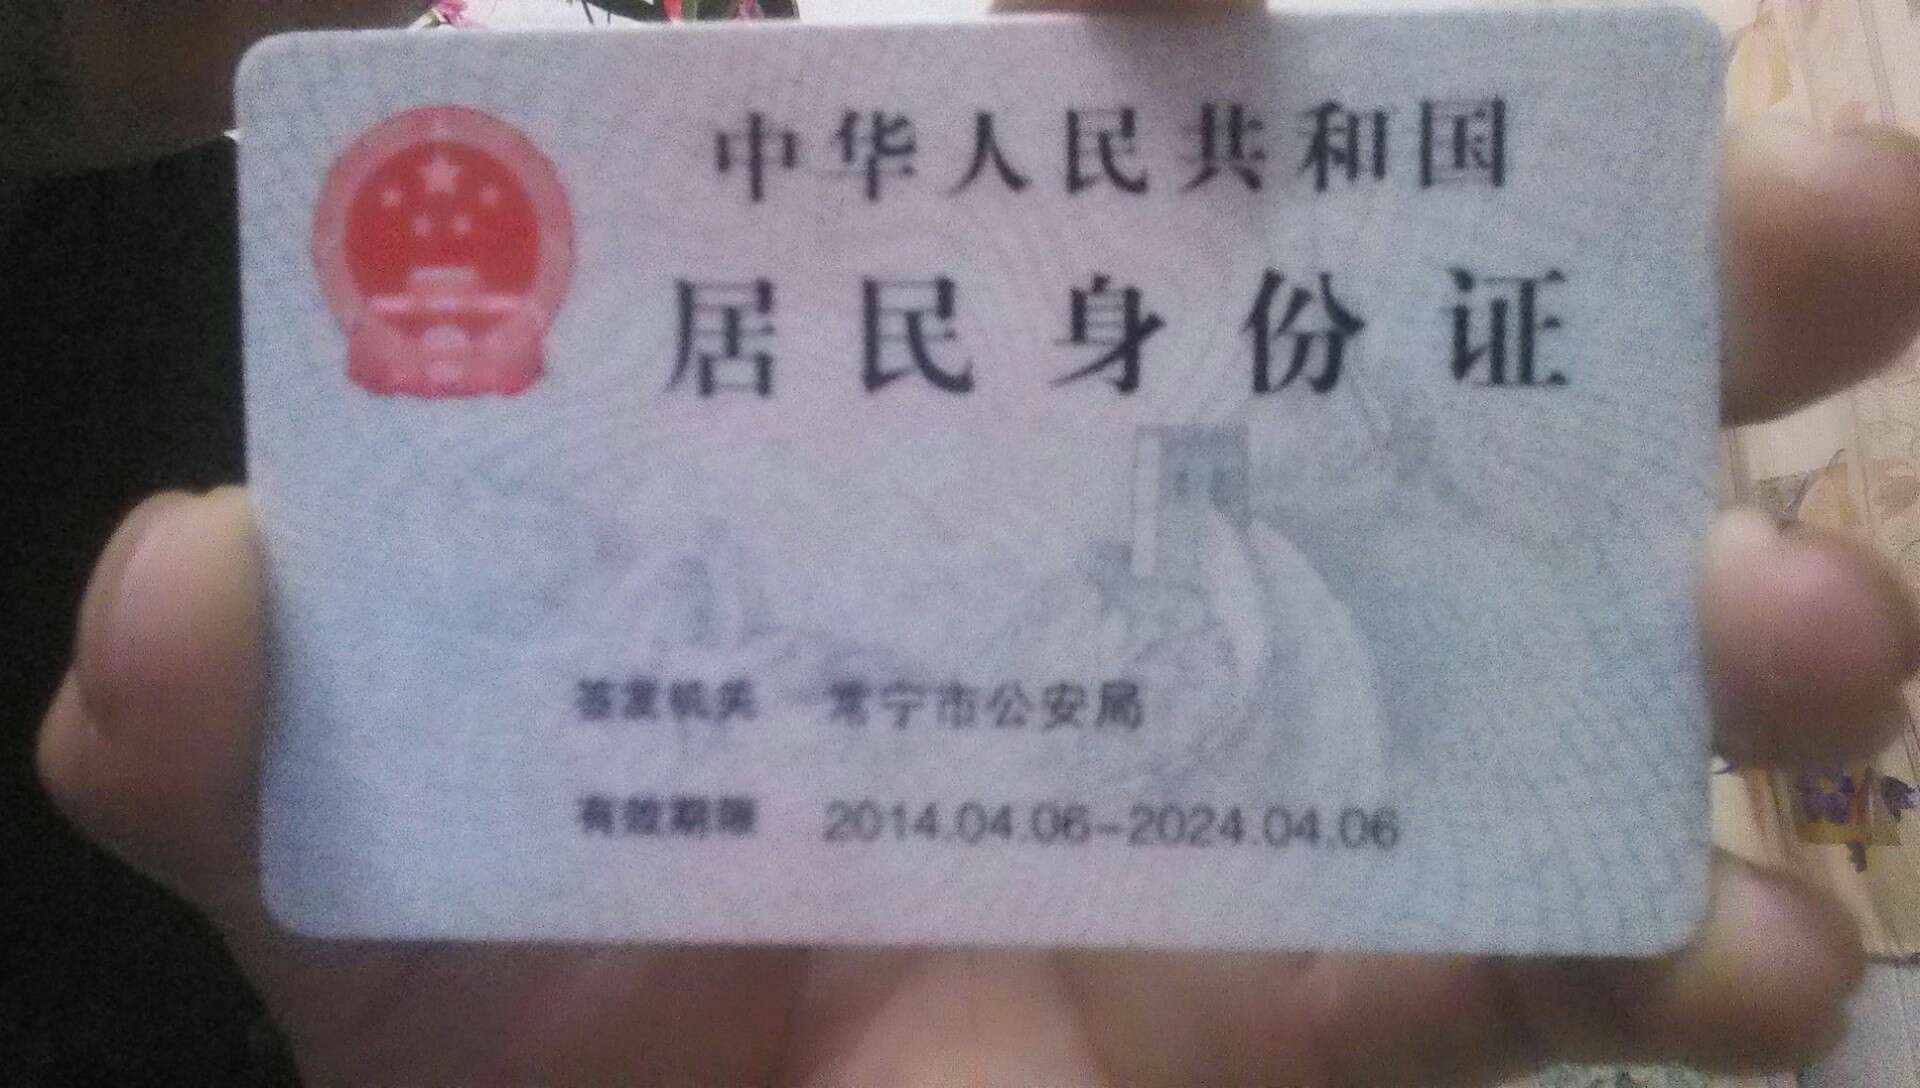 中华人民共和国
居民身份证
签发机关 常宁市公安局
有效期限 2014.04.06-2024.04.06